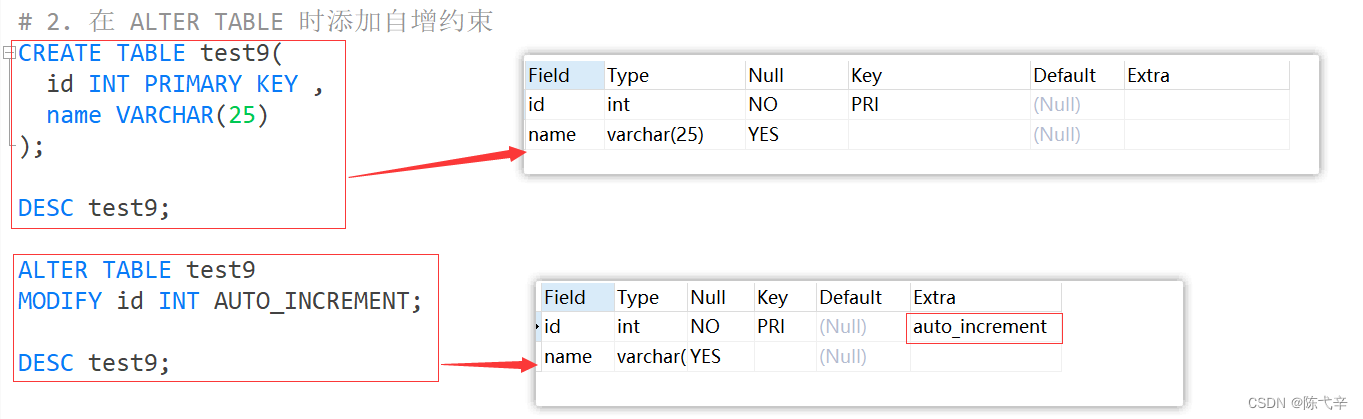 # 2. 在 ALTER TABLE 时添加自增约束
CREATE TABLE test9(
id INT PRIMARY KEY ,
name VARCHAR(25)
);
DESC test9;
Field Type Null Key Default Extra
id int NO PRI (Null)
name varchar(25) YES (Null)
ALTER TABLE test9
MODIFY id INT AUTO_INCREMENT;
DESC test9;
Field Type Null Key Default Extra
id int NO PRI (Null) auto_increment
name varchar( YES (Null)
CSDN @陈弋辛